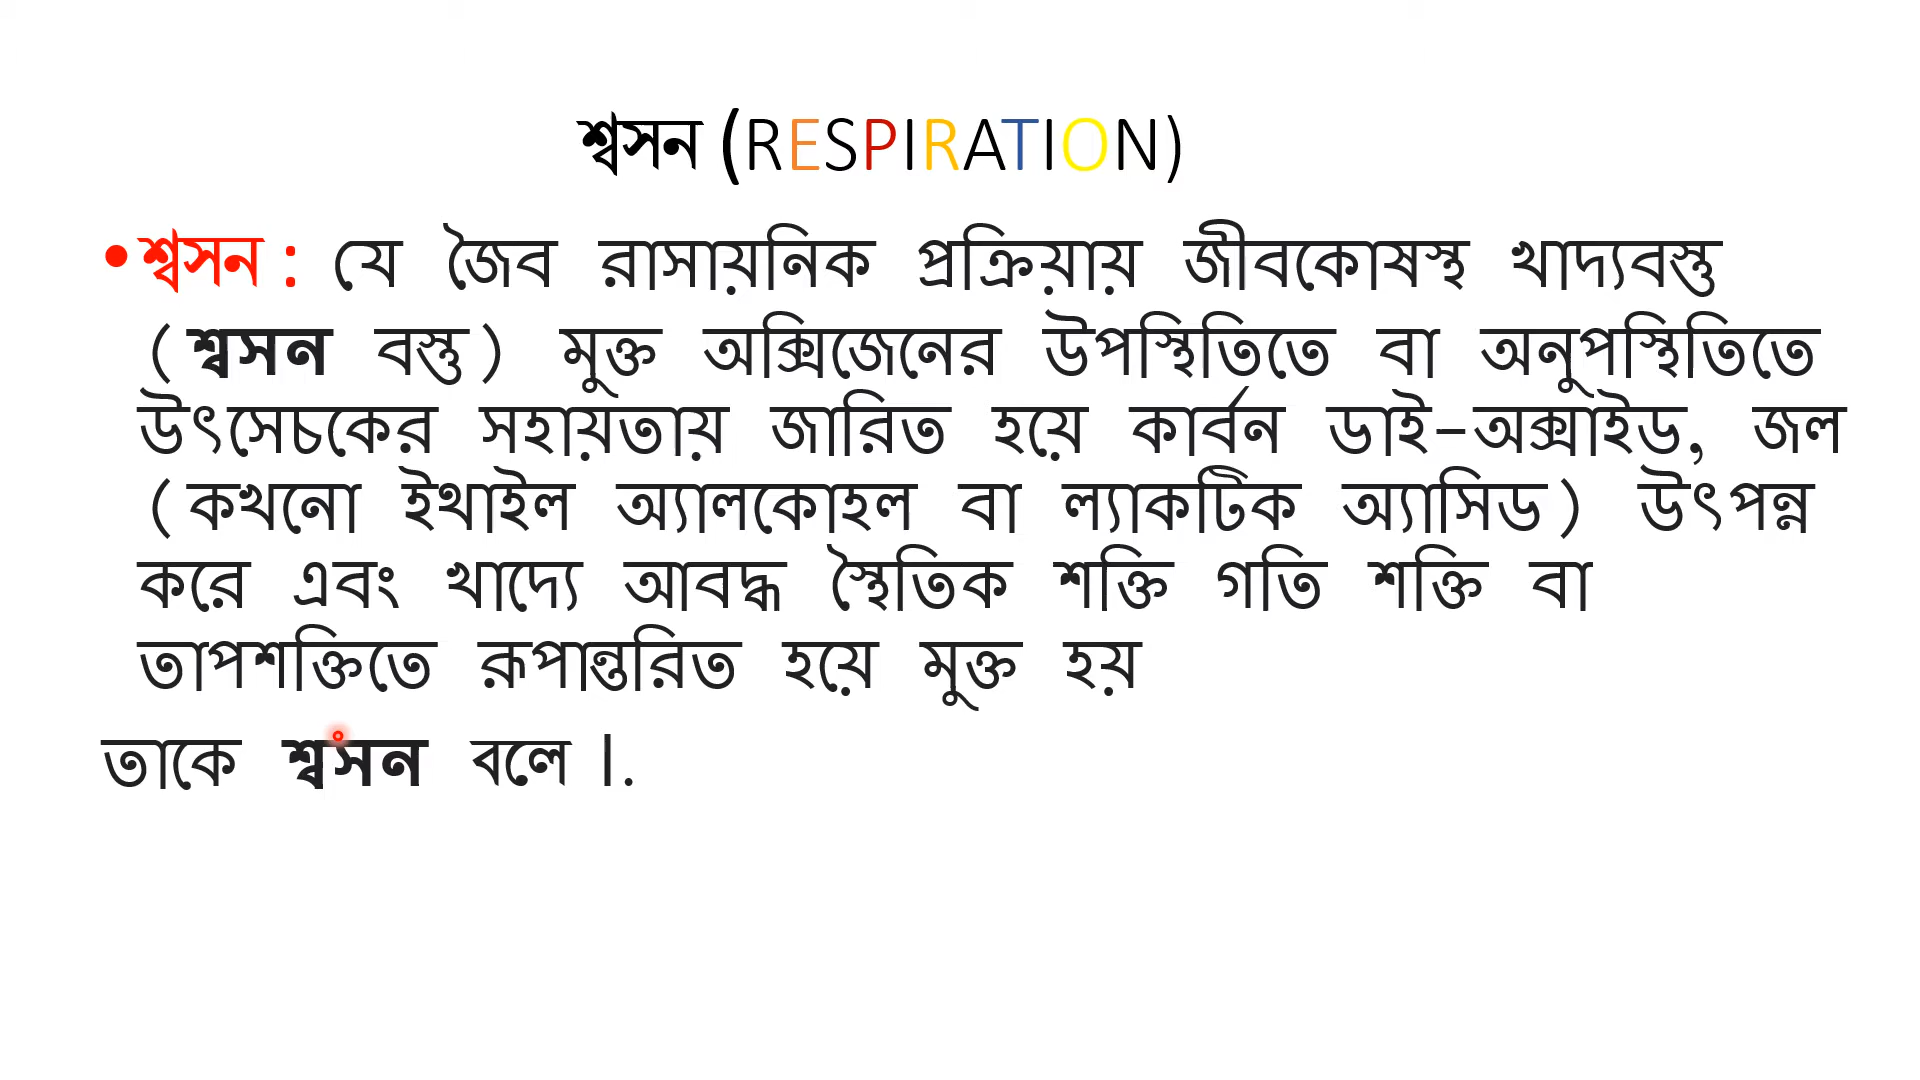 শ্বসন (RESPIRATION)
•শ্বসন : যে জৈব রাসায়নিক প্রক্রিয়ায় জীবকোষস্থ খাদ্যবস্তু
(শ্বসন বস্তু) মুক্ত অক্সিজেনের উপস্থিতিতে বা অনুপস্থিতিতে
উৎসেচকের সহায়তায় জারিত হয়ে কার্বন ডাই-অক্সাইড, জল
(কখনো ইথাইল অ্যালকোহল বা ল্যাকটিক অ্যাসিড) উৎপন্ন
করে এবং খাদ্যে আবদ্ধ স্থৈতিক শক্তি গতি শক্তি বা
তাপশক্তিতে রূপান্তরিত হয়ে মুক্ত হয়
তাকে শ্বসন বলে ।.